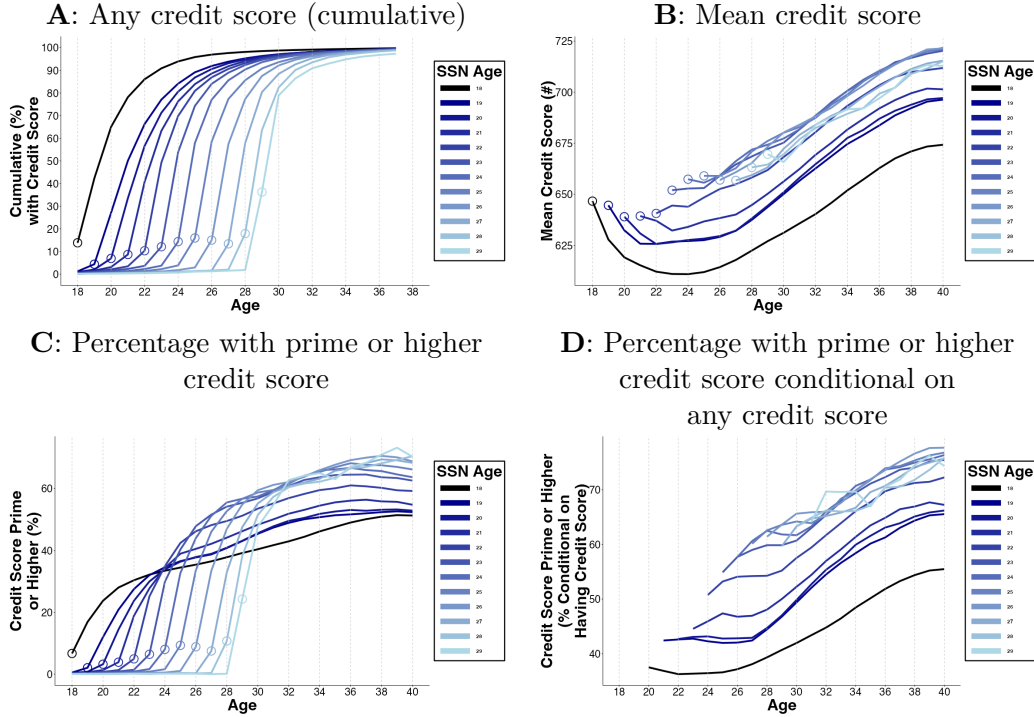 A: Any credit score (cumulative)
100
90
80
70
60
50
40
30
20
10
0
Cumulative (%)
with Credit Score
18 20 22 24 26 28 30 32 34 36 38
Age
SSN Age
18
19
20
21
22
23
24
25
26
27
28
29
B: Mean credit score
725
700
675
650
625
Mean Credit Score (#)
18 20 22 24 26 28 30 32 34 36 38 40
Age
SSN Age
18
19
20
21
22
23
24
25
26
27
28
29
C: Percentage with prime or higher
credit score
60
40
20
0
Credit Score Prime
or Higher (%)
18 20 22 24 26 28 30 32 34 36 38 40
Age
SSN Age
18
19
20
21
22
23
24
25
26
27
28
29
D: Percentage with prime or higher
credit score conditional on
any credit score
70
60
50
40
Credit Score Prime or Higher
(% Conditional on
Having Credit Score)
18 20 22 24 26 28 30 32 34 36 38 40
Age
SSN Age
18
19
20
21
22
23
24
25
26
27
28
29